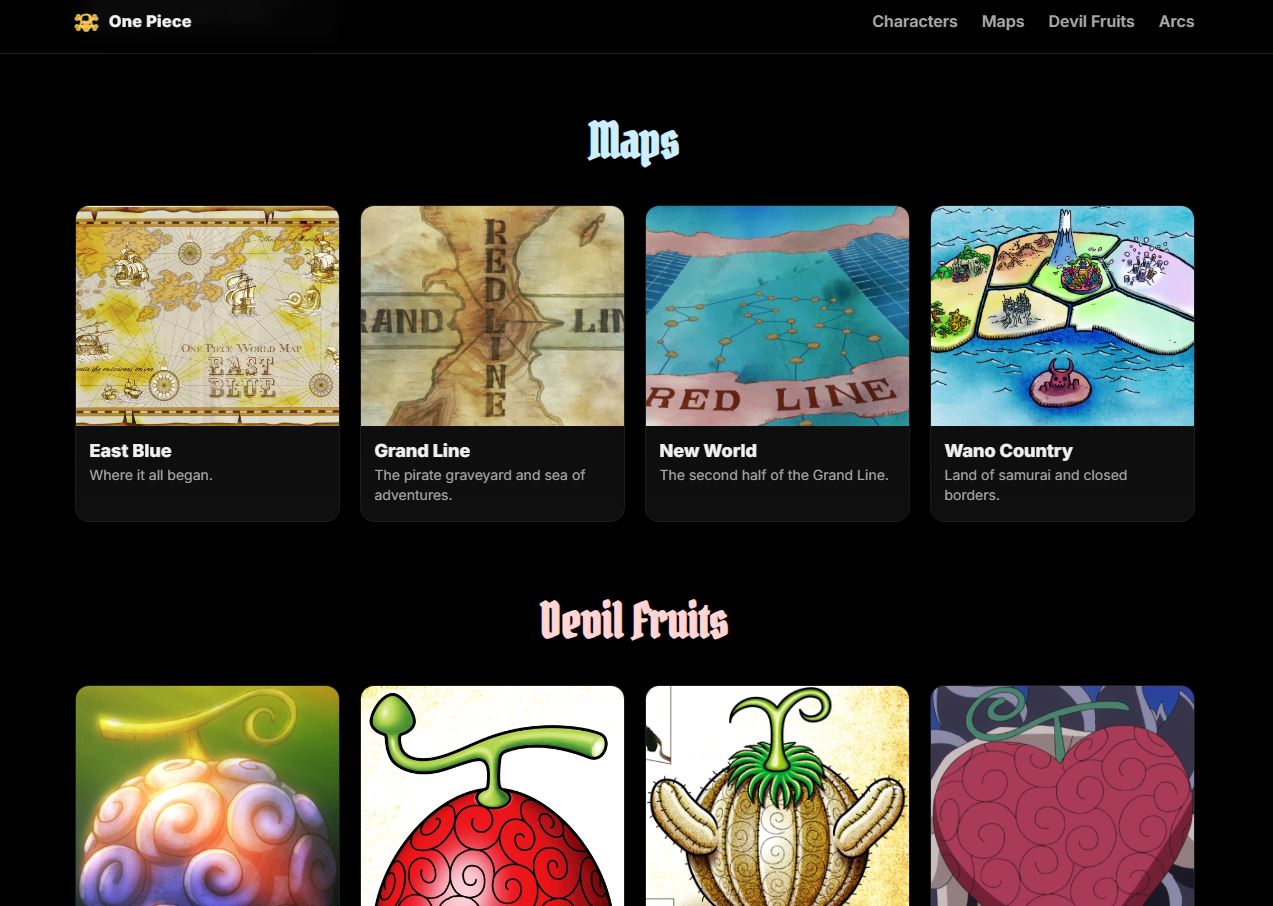 One Piece
Characters
Maps
Devil Fruits
Arcs
Maps
ONE PIECE WORLD MAP
EAST
BLUE
RED LINE
RAND
LIN
RED LINE
East Blue
Where it all began.
Grand Line
The pirate graveyard and sea of
adventures.
New World
The second half of the Grand Line.
Wano Country
Land of samurai and closed
borders.
Devil Fruits